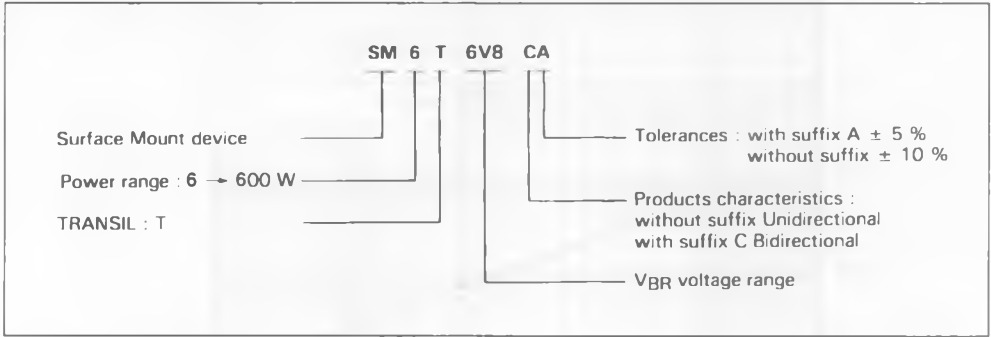 SM 6 T 6V8 CA
Surface Mount device
Power range : 6 → 600 W
TRANSIL : T
Tolerances : with suffix A ± 5 %
without suffix ± 10 %
Products characteristics :
without suffix Unidirectional
with suffix C Bidirectional
VBR voltage range